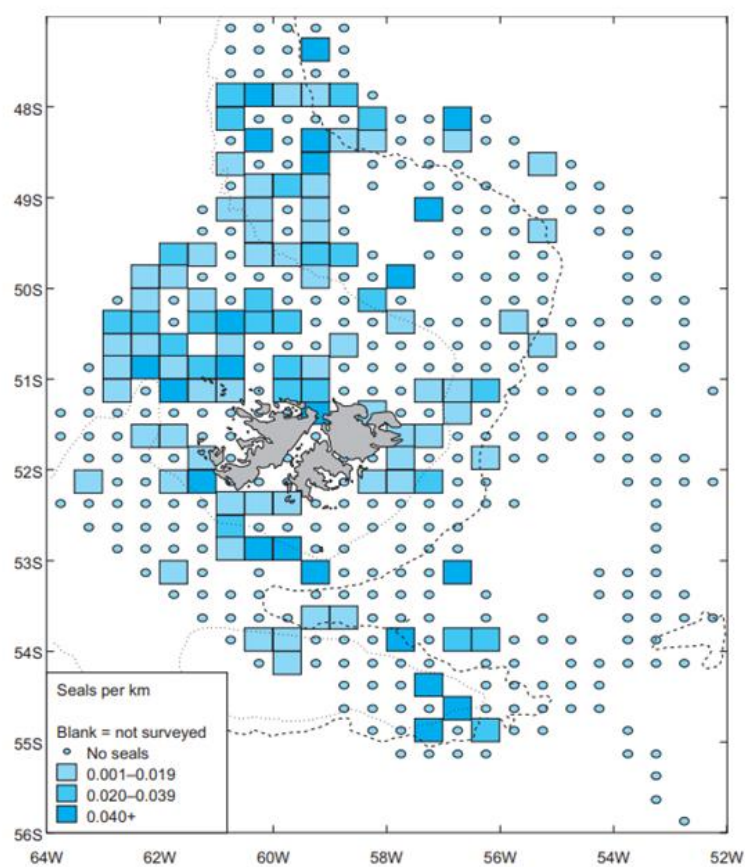 48S
49S
50S
51S
52S
53S
54S
55S
56S
Seals per km
Blank = not surveyed
No seals
0.001–0.019
0.020–0.039
0.040+
64W 62W 60W 58W 56W 54W 52W